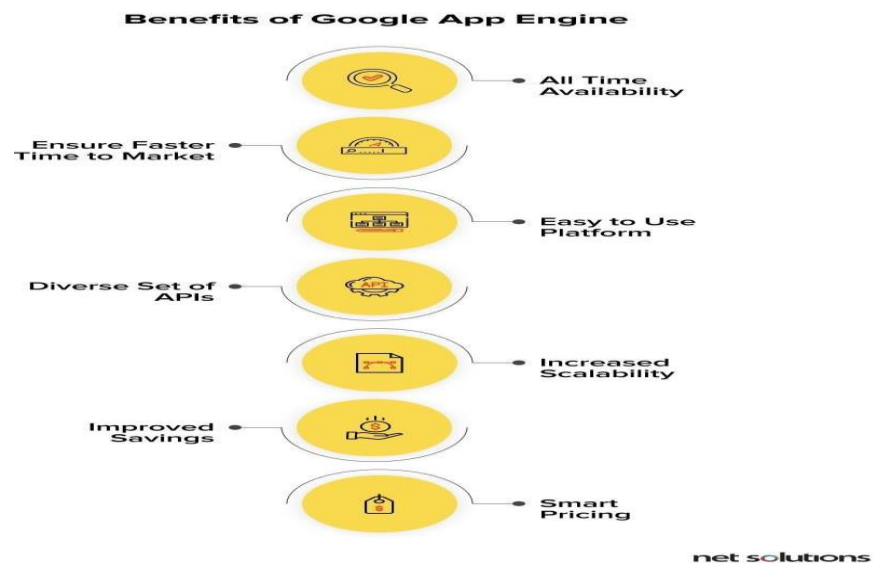 Benefits of Google App Engine
All Time
Availability
Ensure Faster
Time to Market
Easy to Use
Platform
Diverse Set of
APIs
API
Increased
Scalability
Improved
Savings
$
Smart
Pricing
$
net solutions